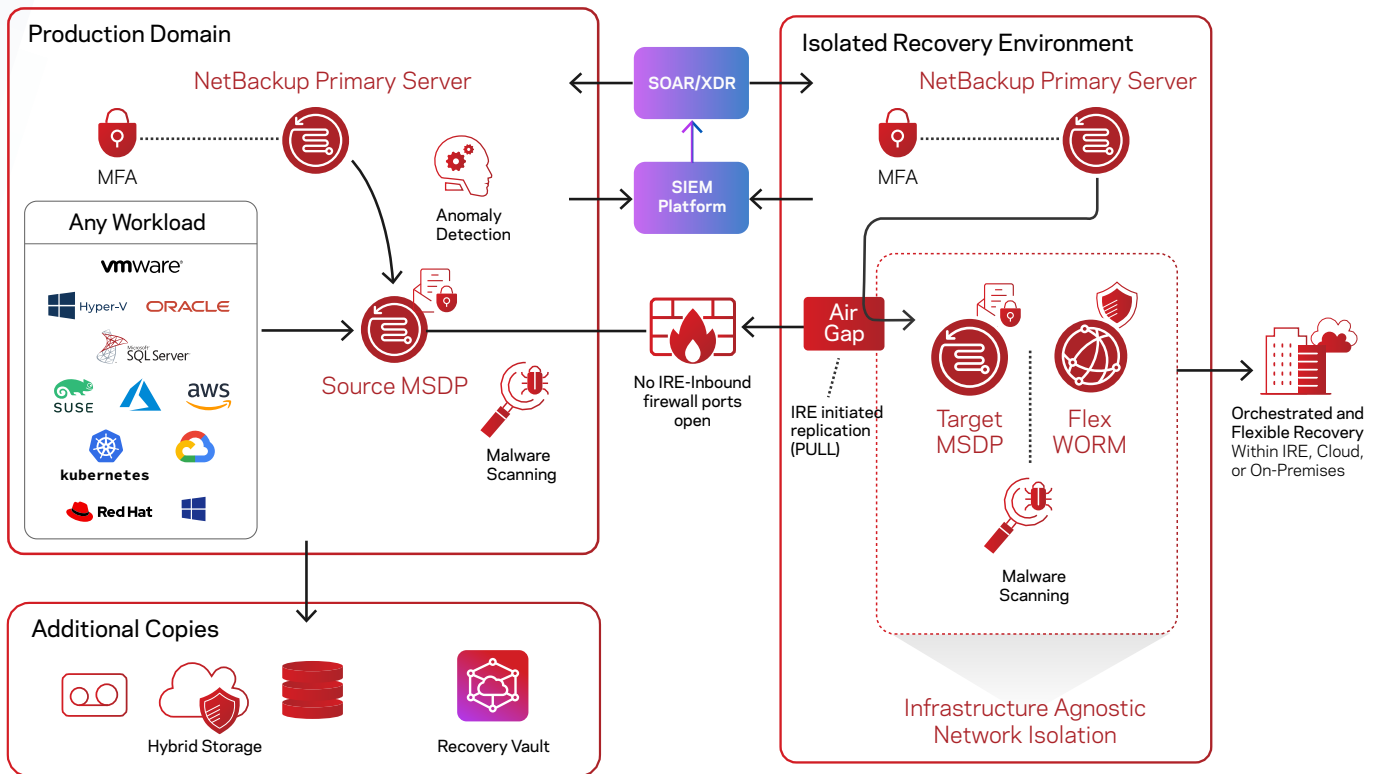 Production Domain
NetBackup Primary Server
MFA
Anomaly
Detection
Any Workload
vmware®
Hyper-V
ORACLE
Microsoft
SQL Server
SUSE
aws
kubernetes
Red Hat
Source MSDP
Malware
Scanning
SOAR/XDR
SIEM
Platform
No IRE-Inbound
firewall ports
open
Isolated Recovery Environment
NetBackup Primary Server
MFA
Air
Gap
IRE initiated
replication
(PULL)
Target
MSDP
Flex
WORM
Malware
Scanning
Infrastructure Agnostic
Network Isolation
Orchestrated and
Flexible Recovery
Within IRE, Cloud,
or On-Premises
Additional Copies
Hybrid Storage
Recovery Vault